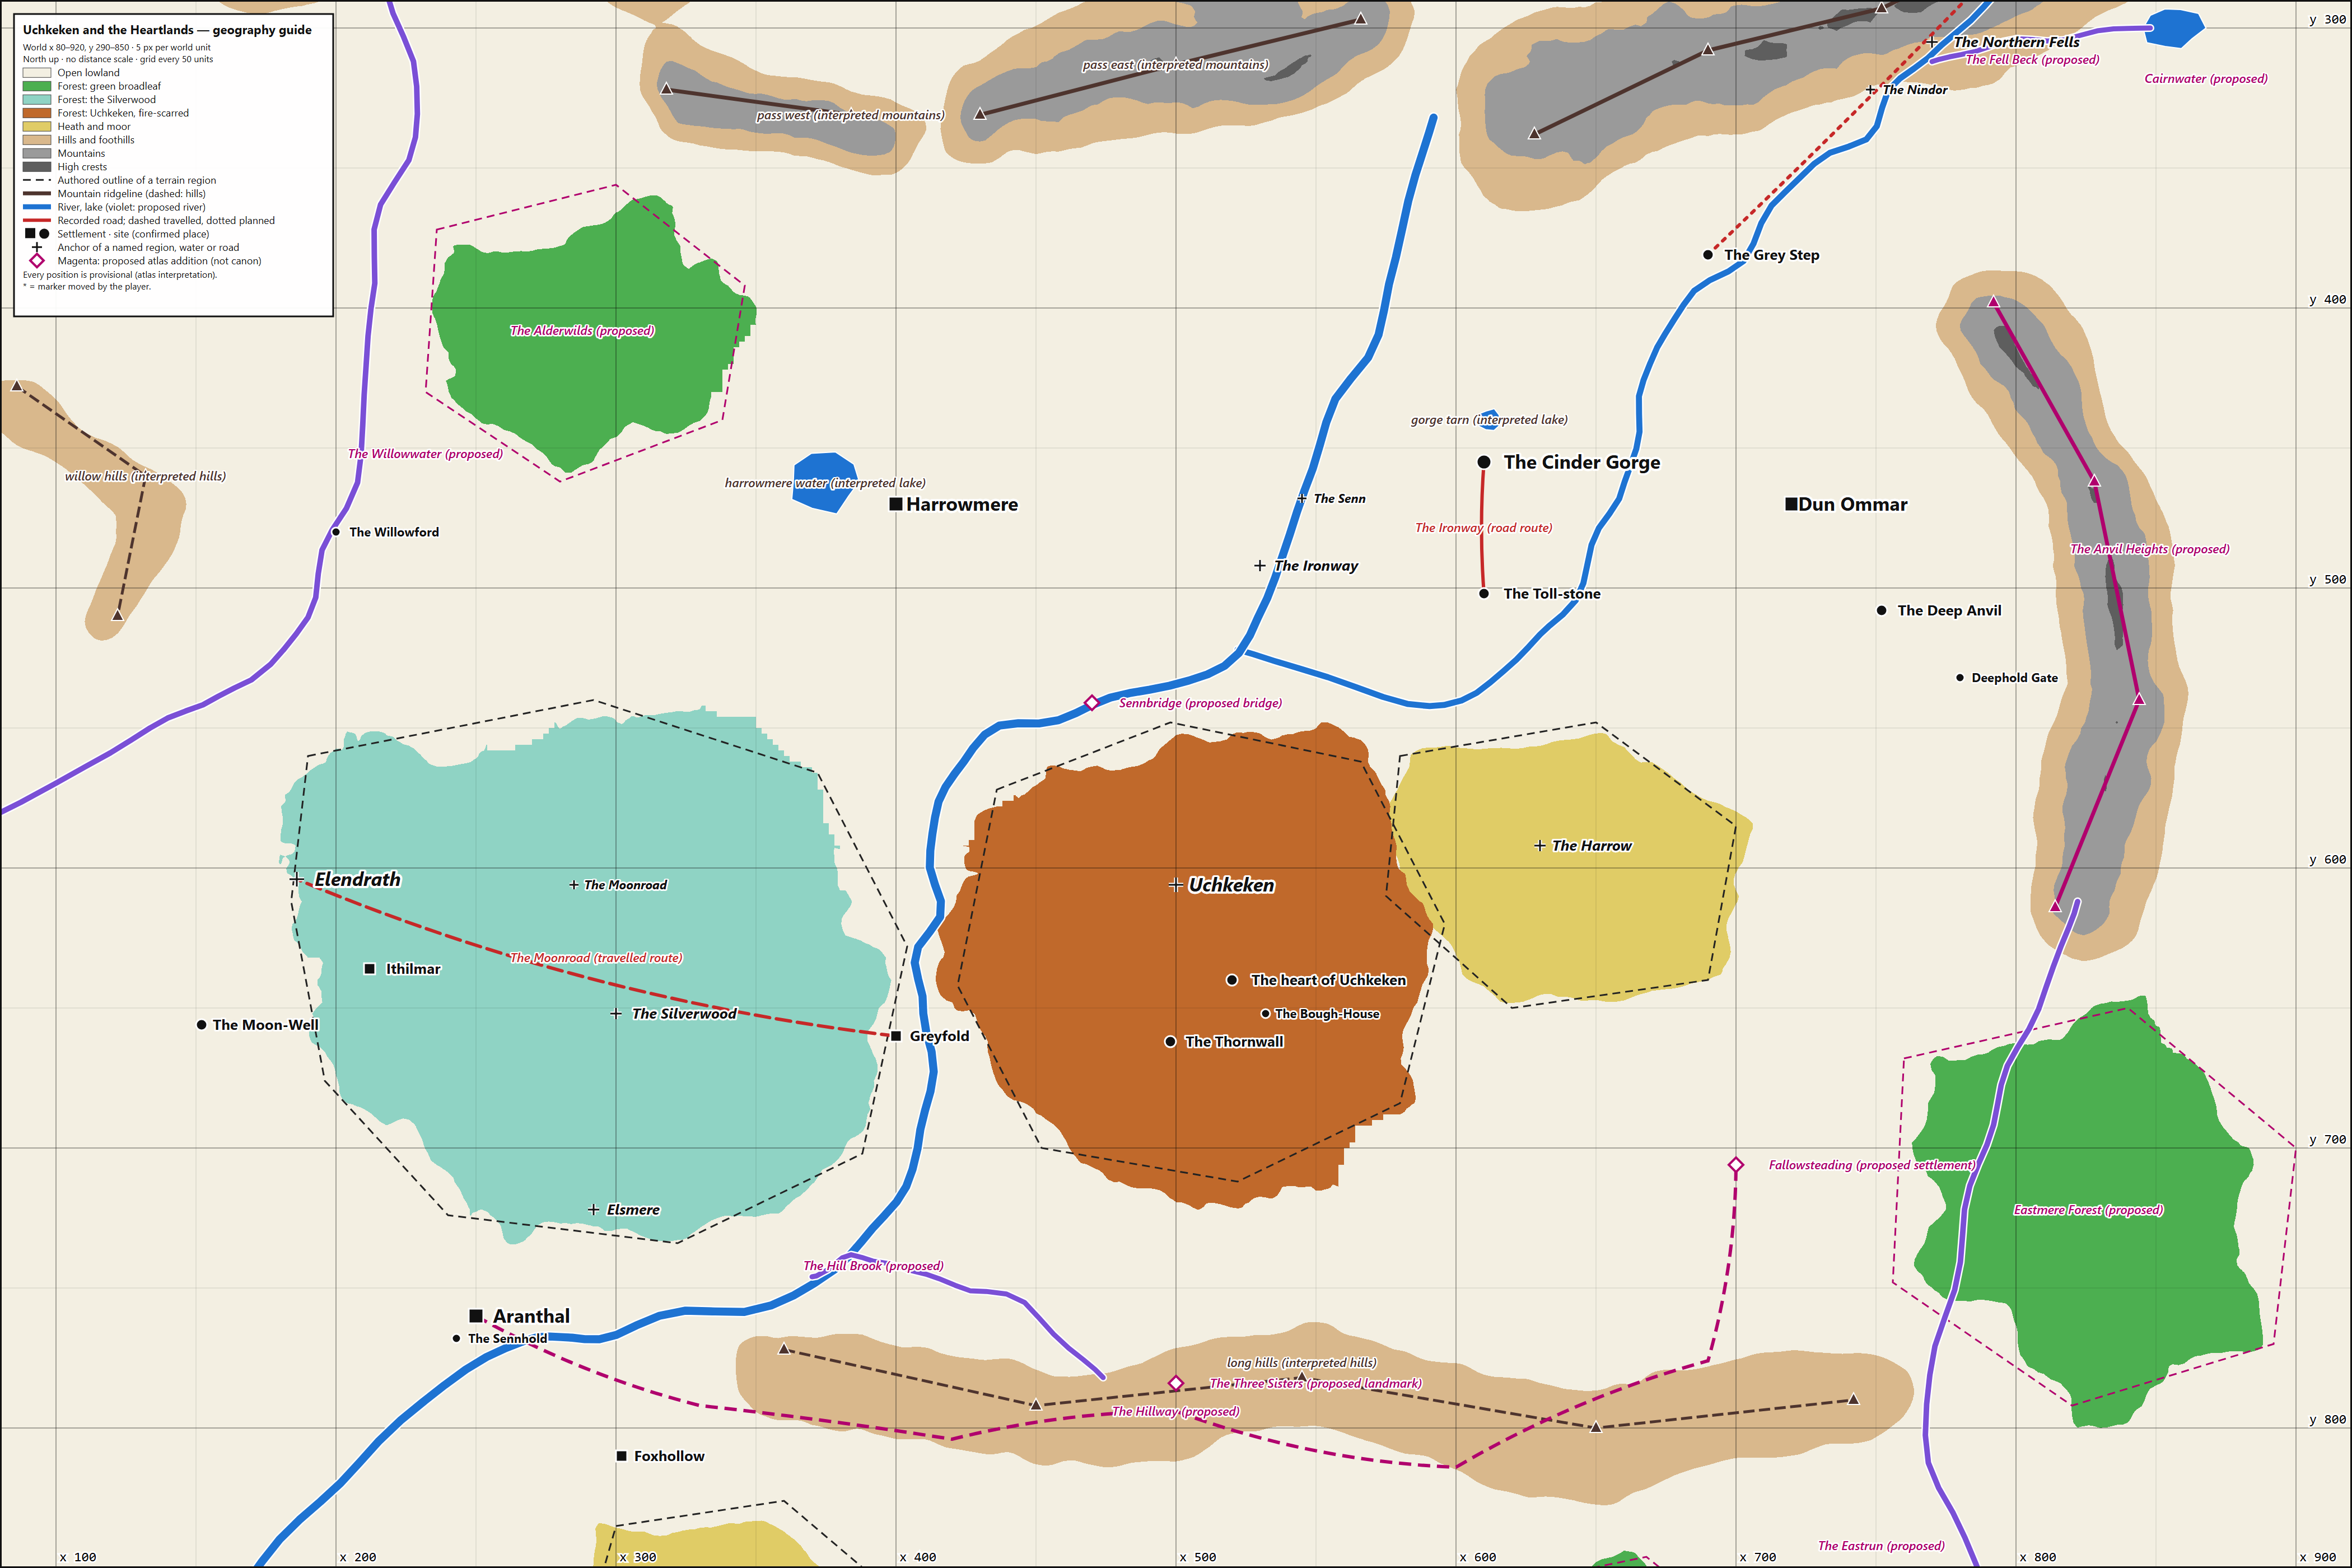 Uchkeken and the Heartlands — geography guide
World x 80–920, y 290–850 · 5 px per world unit
North up · no distance scale · grid every 50 units
Open lowland
Forest: green broadleaf
Forest: the Silverwood
Forest: Uchkeken, fire-scarred
Heath and moor
Hills and foothills
Mountains
High crests
Authored outline of a terrain region
Mountain ridgeline (dashed: hills)
River, lake (violet: proposed river)
Recorded road; dashed travelled, dotted planned
Settlement · site (confirmed place)
Anchor of a named region, water or road
Magenta: proposed atlas addition (not canon)
Every position is provisional (atlas interpretation).
* = marker moved by the player.
y 300
The Northern Fells
The Fell Beck (proposed)
pass east (interpreted mountains)
Cairnwater (proposed)
The Nindor
pass west (interpreted mountains)
The Grey Step
y 400
The Alderwilds (proposed)
gorge tarn (interpreted lake)
The Willowwater (proposed)
The Cinder Gorge
willow hills (interpreted hills)
harrowmere water (interpreted lake)
The Senn
Harrowmere
Dun Ommar
The Ironway (road route)
The Willowford
The Anvil Heights (proposed)
The Ironway
y 500
The Toll-stone
The Deep Anvil
Deephold Gate
Sennbridge (proposed bridge)
The Harrow
y 600
Elendrath
The Moonroad
Uchkeken
The Moonroad (travelled route)
Ithilmar
The heart of Uchkeken
The Silverwood
The Bough-House
The Moon-Well
Greyfold
The Thornwall
y 700
Fallowsteading (proposed settlement)
Elsmere
Eastmere Forest (proposed)
The Hill Brook (proposed)
Aranthal
The Sennhold
long hills (interpreted hills)
The Three Sisters (proposed landmark)
The Hillway (proposed)
y 800
Foxhollow
The Eastrun (proposed)
x 100
x 200
x 300
x 400
x 500
x 600
x 700
x 800
x 900